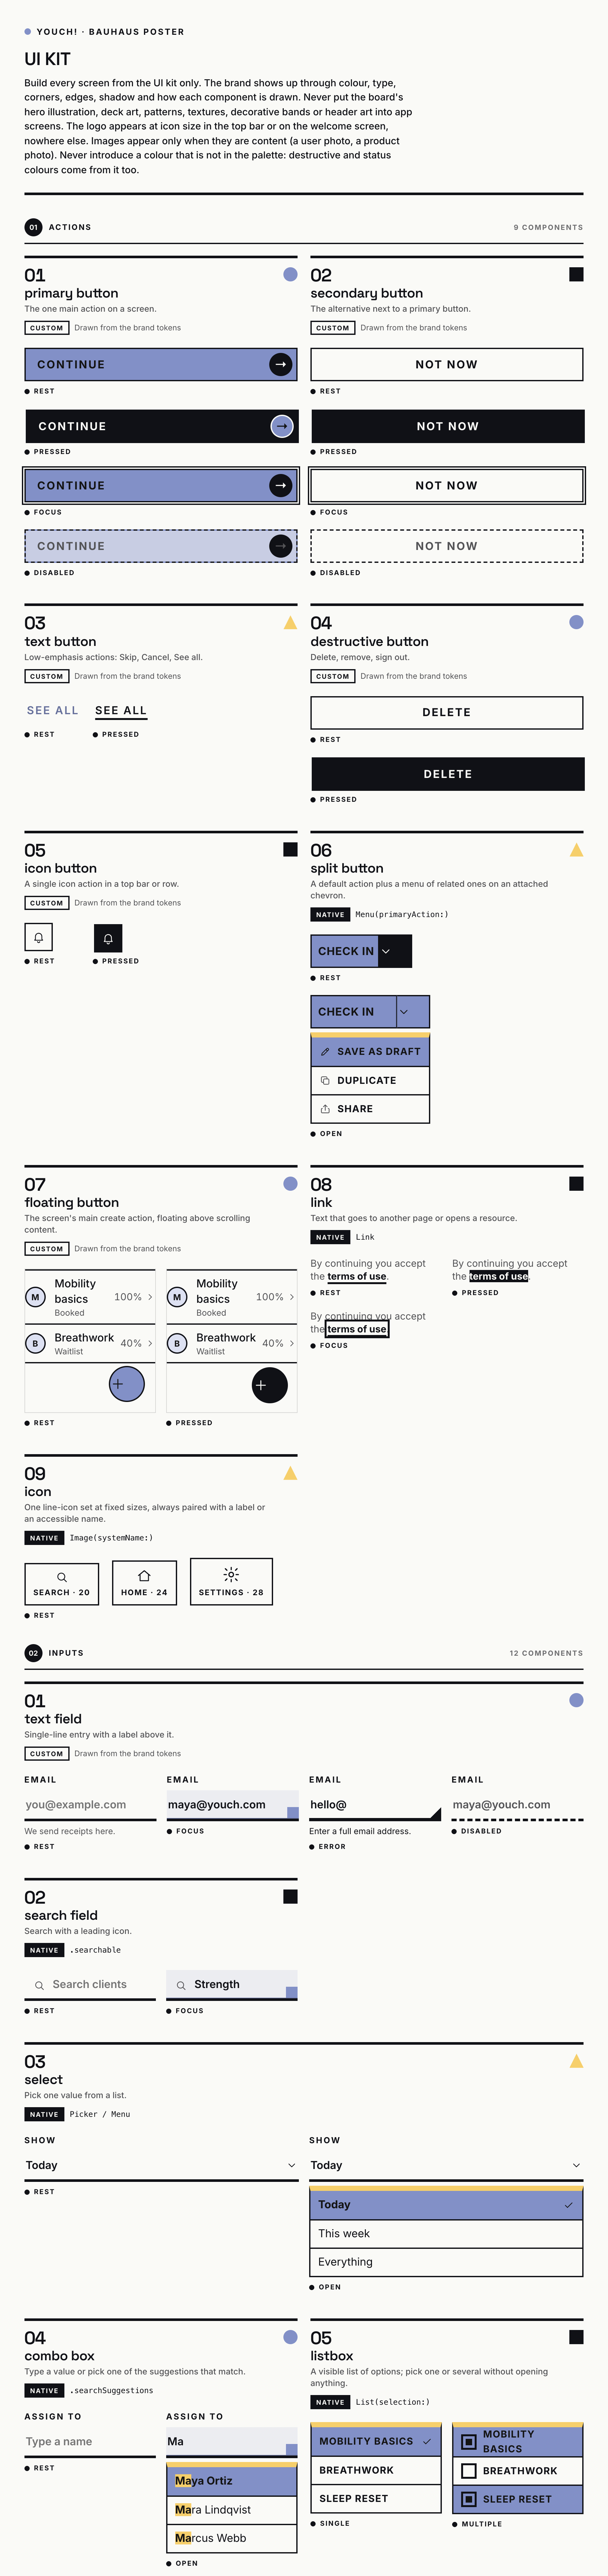 YOUCH! · BAUHAUS POSTER
UI KIT
Build every screen from the UI kit only. The brand shows up through colour, type,
corners, edges, shadow and how each component is drawn. Never put the board's
hero illustration, deck art, patterns, textures, decorative bands or header art into app
screens. The logo appears at icon size in the top bar or on the welcome screen,
nowhere else. Images appear only when they are content (a user photo, a product
photo). Never introduce a colour that is not in the palette: destructive and status
colours come from it too.
01 ACTIONS
9 COMPONENTS
01
primary button
The one main action on a screen.
CUSTOM Drawn from the brand tokens
CONTINUE
REST
CONTINUE
PRESSED
CONTINUE
FOCUS
CONTINUE
DISABLED
02
secondary button
The alternative next to a primary button.
CUSTOM Drawn from the brand tokens
NOT NOW
REST
NOT NOW
PRESSED
NOT NOW
FOCUS
NOT NOW
DISABLED
03
text button
Low-emphasis actions: Skip, Cancel, See all.
CUSTOM Drawn from the brand tokens
SEE ALL SEE ALL
REST PRESSED
04
destructive button
Delete, remove, sign out.
CUSTOM Drawn from the brand tokens
DELETE
REST
DELETE
PRESSED
05
icon button
A single icon action in a top bar or row.
CUSTOM Drawn from the brand tokens
REST PRESSED
06
split button
A default action plus a menu of related ones on an attached
chevron.
NATIVE Menu(primaryAction:)
CHECK IN
REST
CHECK IN
SAVE AS DRAFT
DUPLICATE
SHARE
OPEN
07
floating button
The screen's main create action, floating above scrolling
content.
CUSTOM Drawn from the brand tokens
M Mobility
basics
Booked
100%
B Breathwork
Waitlist
40%
REST
M Mobility
basics
Booked
100%
B Breathwork
Waitlist
40%
PRESSED
08
link
Text that goes to another page or opens a resource.
NATIVE Link
By continuing you accept
the terms of use.
REST
By continuing you accept
the terms of use.
PRESSED
By continuing you accept
the terms of use
FOCUS
09
icon
One line-icon set at fixed sizes, always paired with a label or
an accessible name.
NATIVE Image(systemName:)
SEARCH · 20
HOME · 24
SETTINGS · 28
REST
02 INPUTS
12 COMPONENTS
01
text field
Single-line entry with a label above it.
CUSTOM Drawn from the brand tokens
EMAIL
you@example.com
We send receipts here.
REST
EMAIL
maya@youch.com
FOCUS
EMAIL
hello@
Enter a full email address.
ERROR
EMAIL
maya@youch.com
DISABLED
02
search field
Search with a leading icon.
NATIVE .searchable
Search clients
REST
Strength
FOCUS
03
select
Pick one value from a list.
NATIVE Picker / Menu
SHOW
Today
REST
SHOW
Today
Today
This week
Everything
OPEN
04
combo box
Type a value or pick one of the suggestions that match.
NATIVE .searchSuggestions
ASSIGN TO
Type a name
REST
ASSIGN TO
Ma
Maya Ortiz
Mara Lindqvist
Marcus Webb
OPEN
05
listbox
A visible list of options; pick one or several without opening
anything.
NATIVE List(selection:)
MOBILITY BASICS
BREATHWORK
SLEEP RESET
SINGLE
MOBILITY
BASICS
BREATHWORK
SLEEP RESET
MULTIPLE